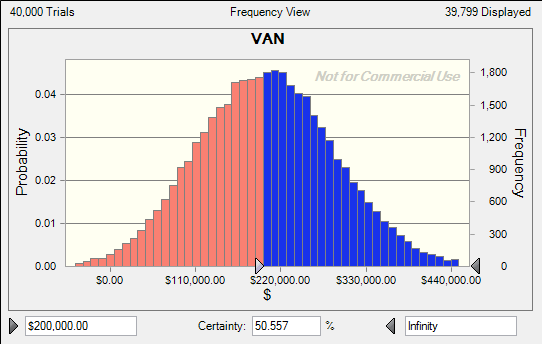 40,000 Trials Frequency View 39,799 Displayed
VAN
Not for Commercial Use
Probability
0.04
0.03
0.02
0.01
0.00
1,800
1,500
1,200
900
600
300
0
Frequency
$0.00 $110,000.00 $220,000.00 $330,000.00 $440,000.00
$
$200,000.00 Certainty: 50.557 % Infinity